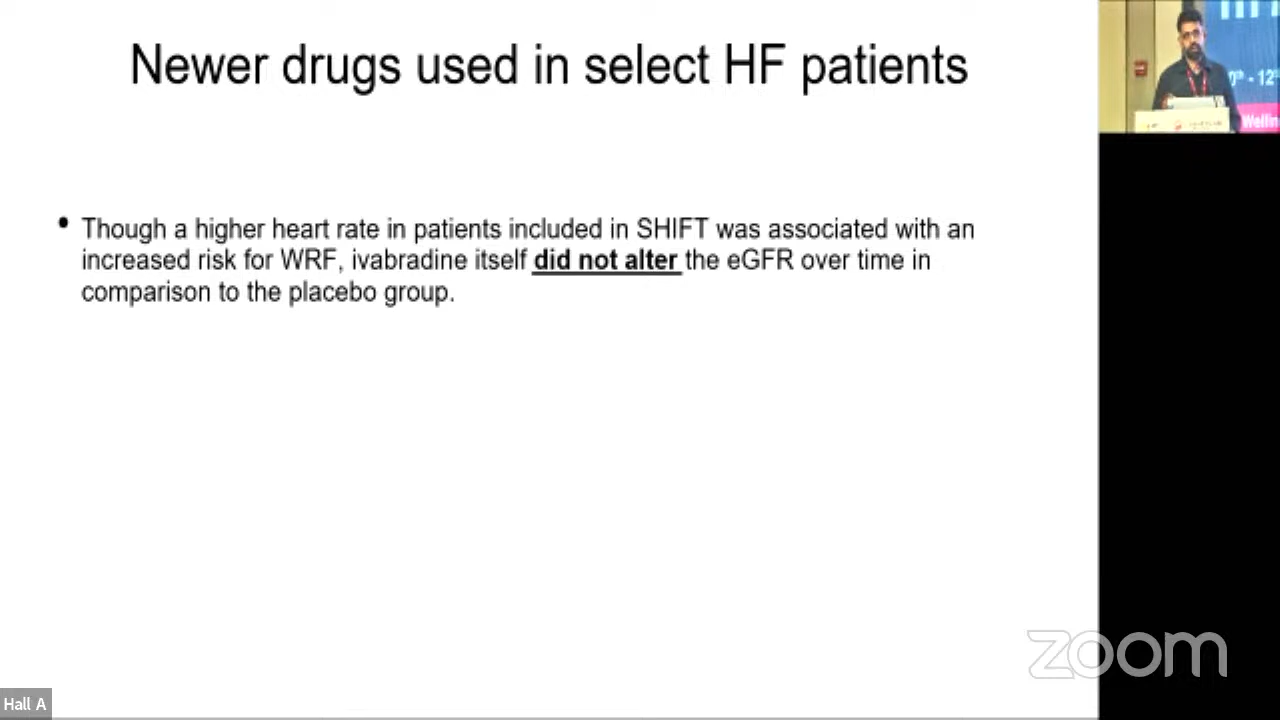 Newer drugs used in select HF patients
• Though a higher heart rate in patients included in SHIFT was associated with an
increased risk for WRF, ivabradine itself did not alter the eGFR over time in
comparison to the placebo group.
zoom
Hall A